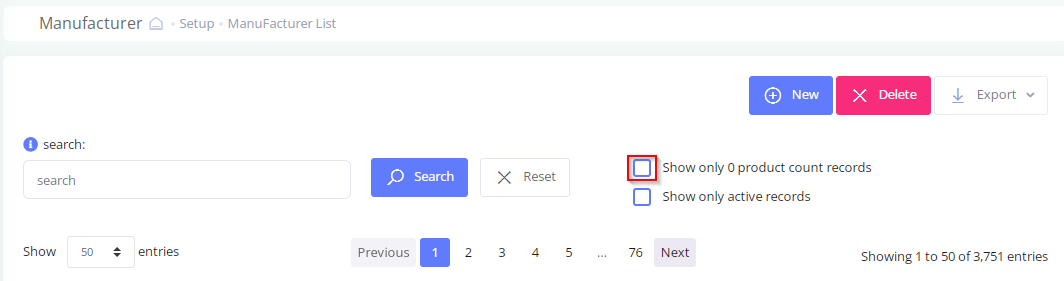 Manufacturer Setup ManuFacturer List
New Delete Export
search:
search Search Reset
Show only 0 product count records
Show only active records
Show 50 entries
Previous 1 2 3 4 5 ... 76 Next
Showing 1 to 50 of 3,751 entries